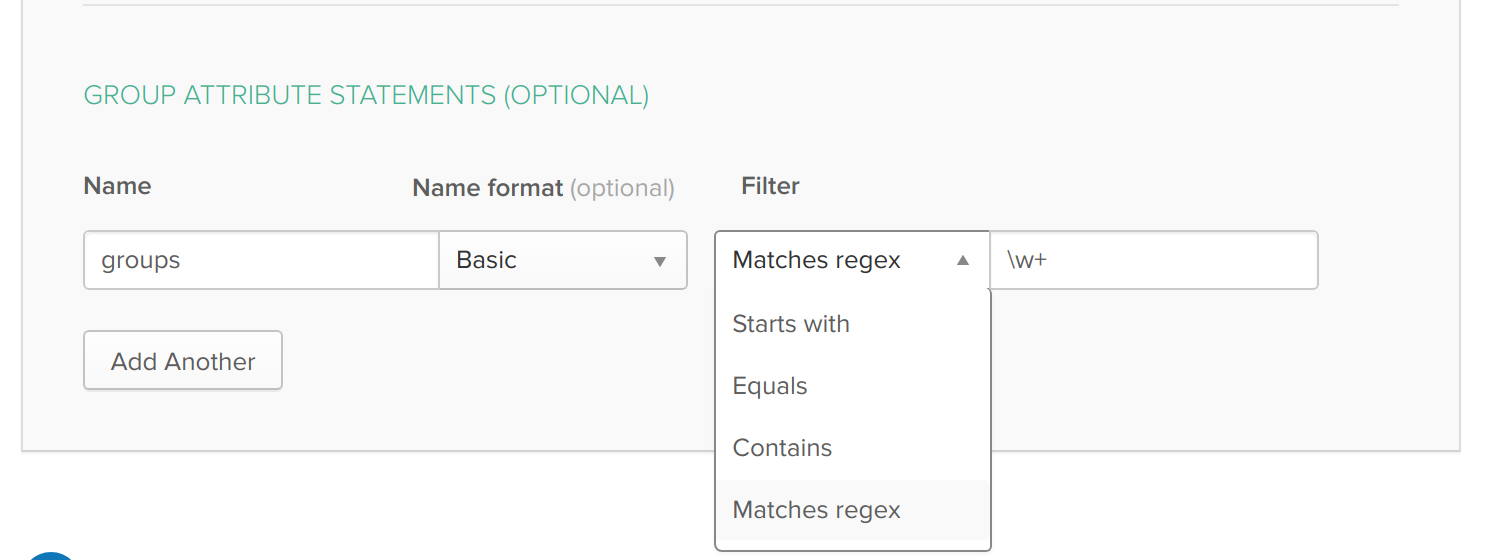 GROUP ATTRIBUTE STATEMENTS (OPTIONAL)
Name Name format (optional) Filter
groups Basic Matches regex \w+
Starts with
Add Another
Equals
Contains
Matches regex